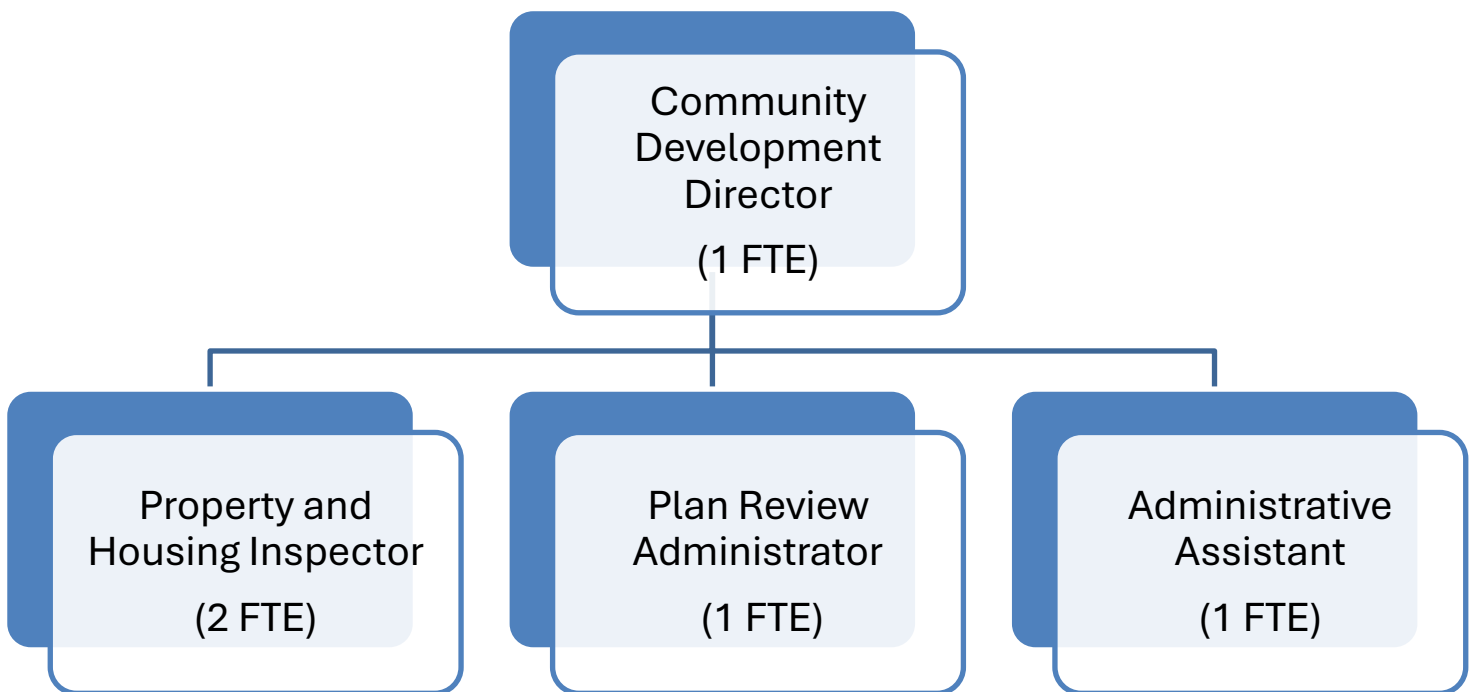 Community
Development
Director
(1 FTE)
Property and
Housing Inspector
(2 FTE)
Plan Review
Administrator
(1 FTE)
Administrative
Assistant
(1 FTE)